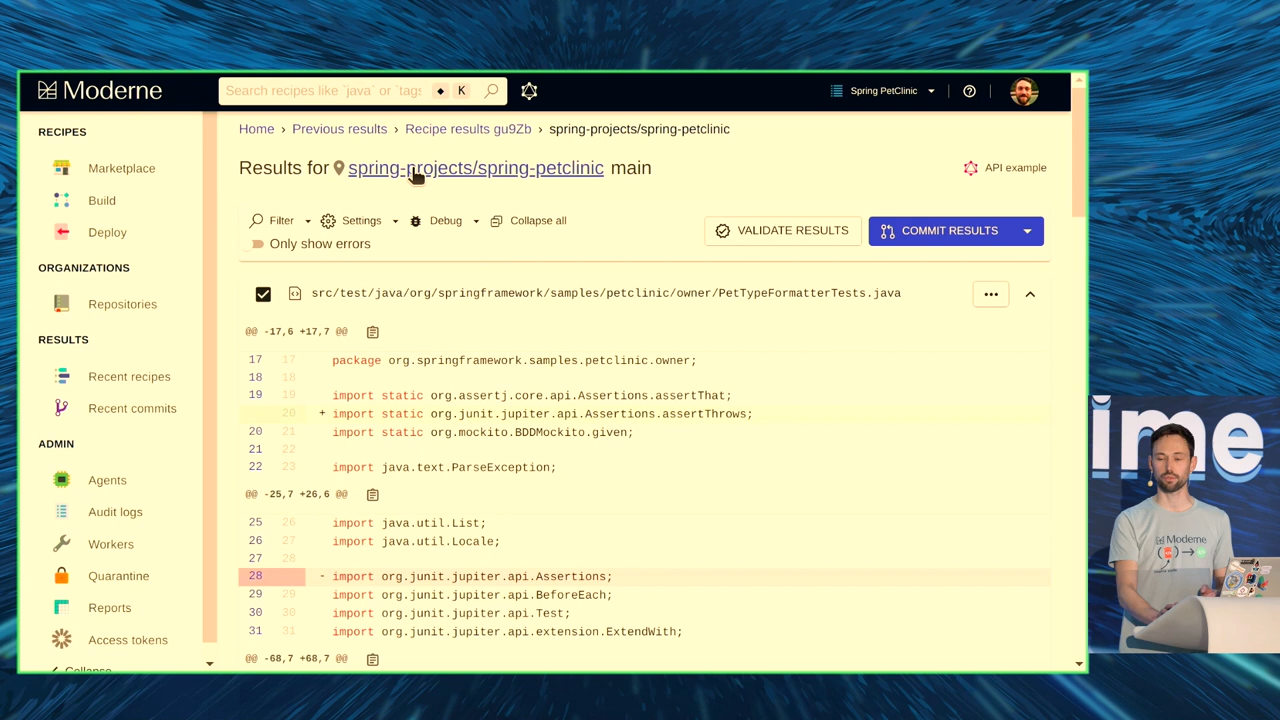 Moderne
Search recipes like `java` or `tags
K
Spring PetClinic
RECIPES
Marketplace
Build
Deploy
ORGANIZATIONS
Repositories
RESULTS
Recent recipes
Recent commits
ADMIN
Agents
Audit logs
Workers
Quarantine
Reports
Access tokens
Collapse
Home › Previous results › Recipe results gu9Zb › spring-projects/spring-petclinic
Results for spring-projects/spring-petclinic main
API example
Filter Settings Debug Collapse all
Only show errors
VALIDATE RESULTS
COMMIT RESULTS
src/test/java/org/springframework/samples/petclinic/owner/PetTypeFormatterTests.java
@@ -17,6 +17,7 @@
17 17 package org.springframework.samples.petclinic.owner;
18 18
19 19 import static org.assertj.core.api.Assertions.assertThat;
20 + import static org.junit.jupiter.api.Assertions.assertThrows;
20 21 import static org.mockito.BDDMockito.given;
21 22
22 23 import java.text.ParseException;
@@ -25,7 +26,6 @@
25 26 import java.util.List;
26 27 import java.util.Locale;
27 28
28 - import org.junit.jupiter.api.Assertions;
29 29 import org.junit.jupiter.api.BeforeEach;
30 30 import org.junit.jupiter.api.Test;
31 31 import org.junit.jupiter.api.extension.ExtendWith;
@@ -68,7 +68,7 @@
ime
Moderne